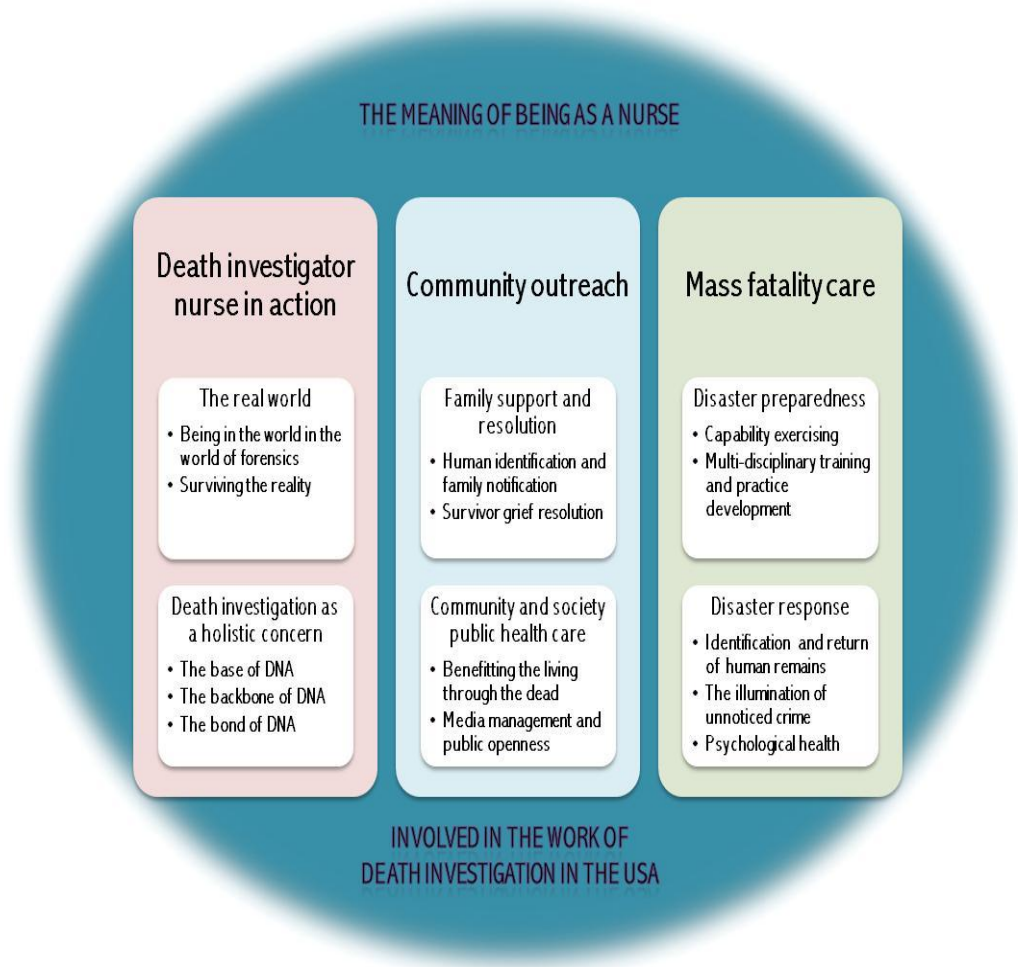 THE MEANING OF BEING AS A NURSE
Death investigator
nurse in action
The real world
• Being in the world in the
world of forensics
• Surviving the reality
Death investigation as
a holistic concern
• The base of DNA
• The backbone of DNA
• The bond of DNA
Community outreach
Family support and
resolution
• Human identification and
family notification
• Survivor grief resolution
Community and society
public health care
• Benefitting the living
through the dead
• Media management and
public openness
Mass fatality care
Disaster preparedness
• Capability exercising
• Multi-disciplinary training
and practice
development
Disaster response
• Identification and return
of human remains
• The illumination of
unnoticed crime
• Psychological health
INVOLVED IN THE WORK OF
DEATH INVESTIGATION IN THE USA